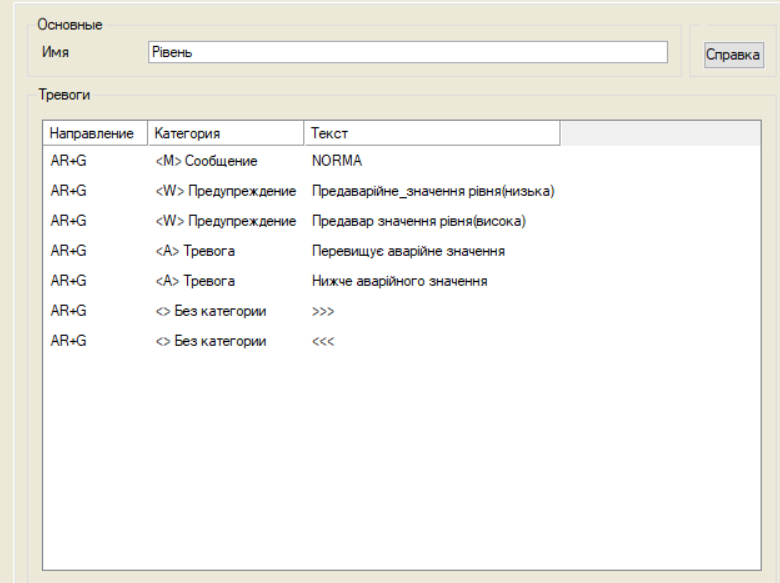 Основные
Имя Рівень Справка
Тревоги
Направление Категория Текст
AR+G <M> Сообщение NORMA
AR+G <W> Предупреждение Предаварійне_значення рівня(низька)
AR+G <W> Предупреждение Предавар значення рівня(висока)
AR+G <A> Тревога Перевищує аварійне значення
AR+G <A> Тревога Нижче аварійного значення
AR+G <> Без категории >>>
AR+G <> Без категории <<<